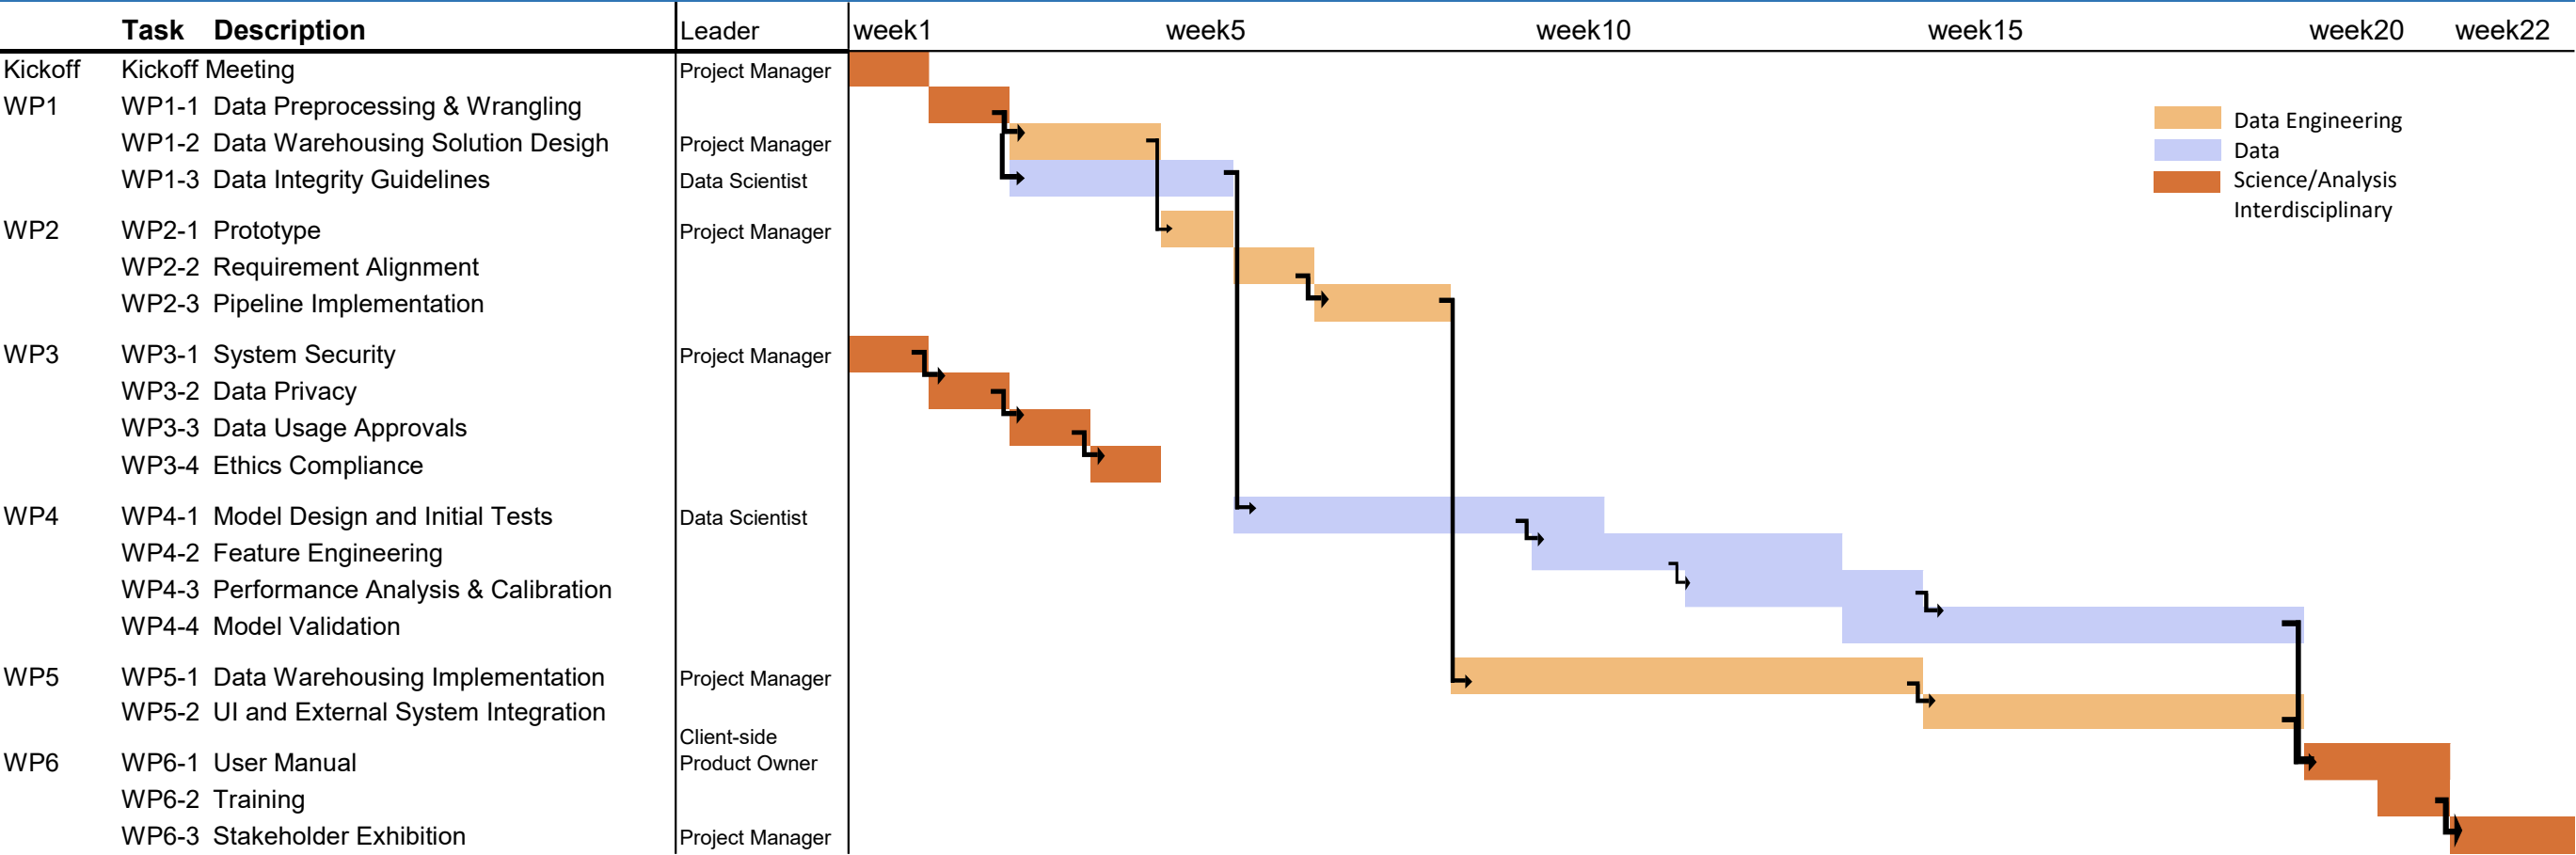 Task Description Leader week1 week5 week10 week15 week20 week22
Kickoff Kickoff Meeting Project Manager
WP1 WP1-1 Data Preprocessing & Wrangling
WP1-2 Data Warehousing Solution Desigh Project Manager
WP1-3 Data Integrity Guidelines Data Scientist
WP2 WP2-1 Prototype Project Manager
WP2-2 Requirement Alignment
WP2-3 Pipeline Implementation
WP3 WP3-1 System Security Project Manager
WP3-2 Data Privacy
WP3-3 Data Usage Approvals
WP3-4 Ethics Compliance
WP4 WP4-1 Model Design and Initial Tests Data Scientist
WP4-2 Feature Engineering
WP4-3 Performance Analysis & Calibration
WP4-4 Model Validation
WP5 WP5-1 Data Warehousing Implementation Project Manager
WP5-2 UI and External System Integration
Client-side
WP6 WP6-1 User Manual Product Owner
WP6-2 Training
WP6-3 Stakeholder Exhibition Project Manager
Data Engineering
Data
Science/Analysis
Interdisciplinary